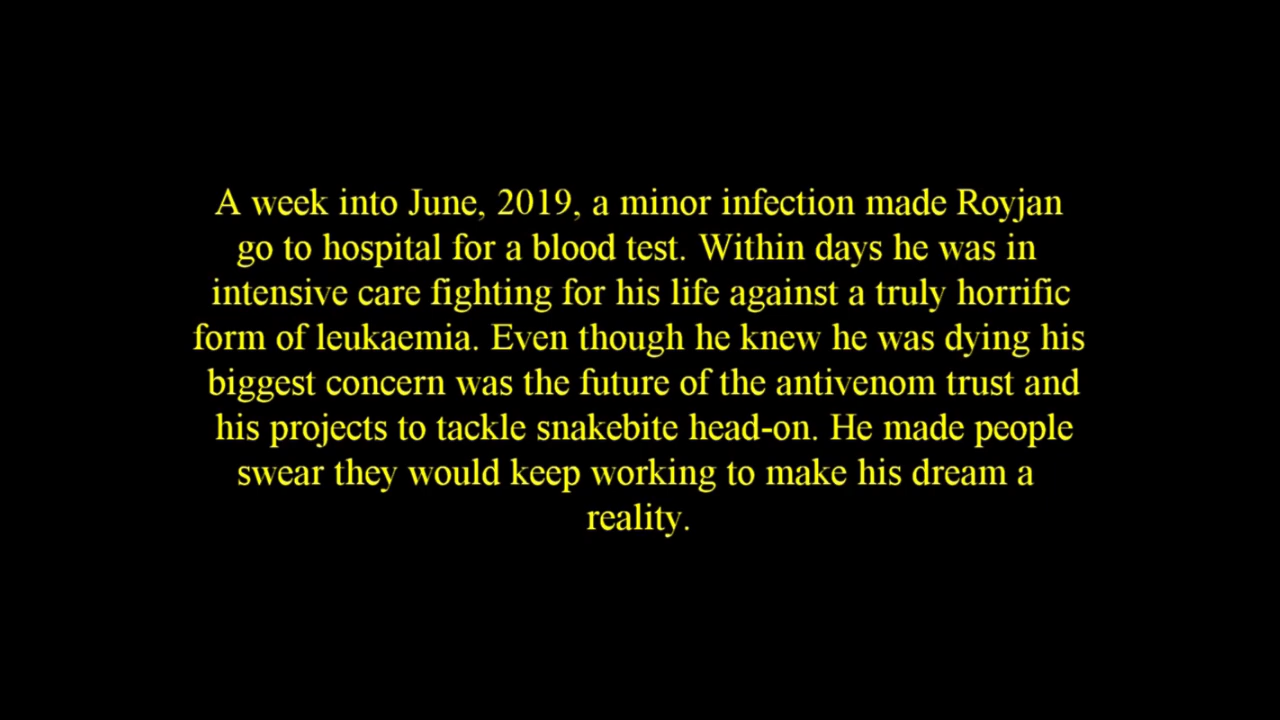 A week into June, 2019, a minor infection made Royjan
go to hospital for a blood test. Within days he was in
intensive care fighting for his life against a truly horrific
form of leukaemia. Even though he knew he was dying his
biggest concern was the future of the antivenom trust and
his projects to tackle snakebite head-on. He made people
swear they would keep working to make his dream a
reality.